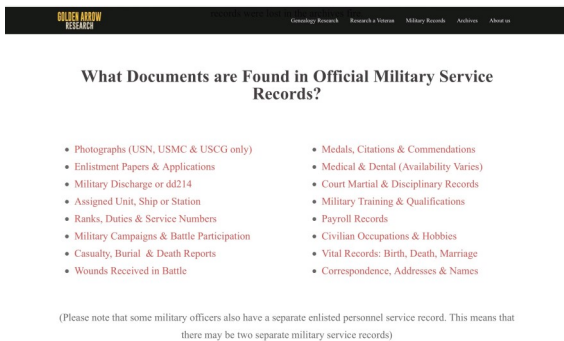 GOLDEN ARROW
RESEARCH
Genealogy Research Research a Veteran Military Records Archives About us
What Documents are Found in Official Military Service
Records?
• Photographs (USN, USMC & USCG only)
• Enlistment Papers & Applications
• Military Discharge or dd214
• Assigned Unit, Ship or Station
• Ranks, Duties & Service Numbers
• Military Campaigns & Battle Participation
• Casualty, Burial & Death Reports
• Wounds Received in Battle
• Medals, Citations & Commendations
• Medical & Dental (Availability Varies)
• Court Martial & Disciplinary Records
• Military Training & Qualifications
• Payroll Records
• Civilian Occupations & Hobbies
• Vital Records: Birth, Death, Marriage
• Correspondence, Addresses & Names
(Please note that some military officers also have a separate enlisted personnel service record. This means that
there may be two separate military service records)